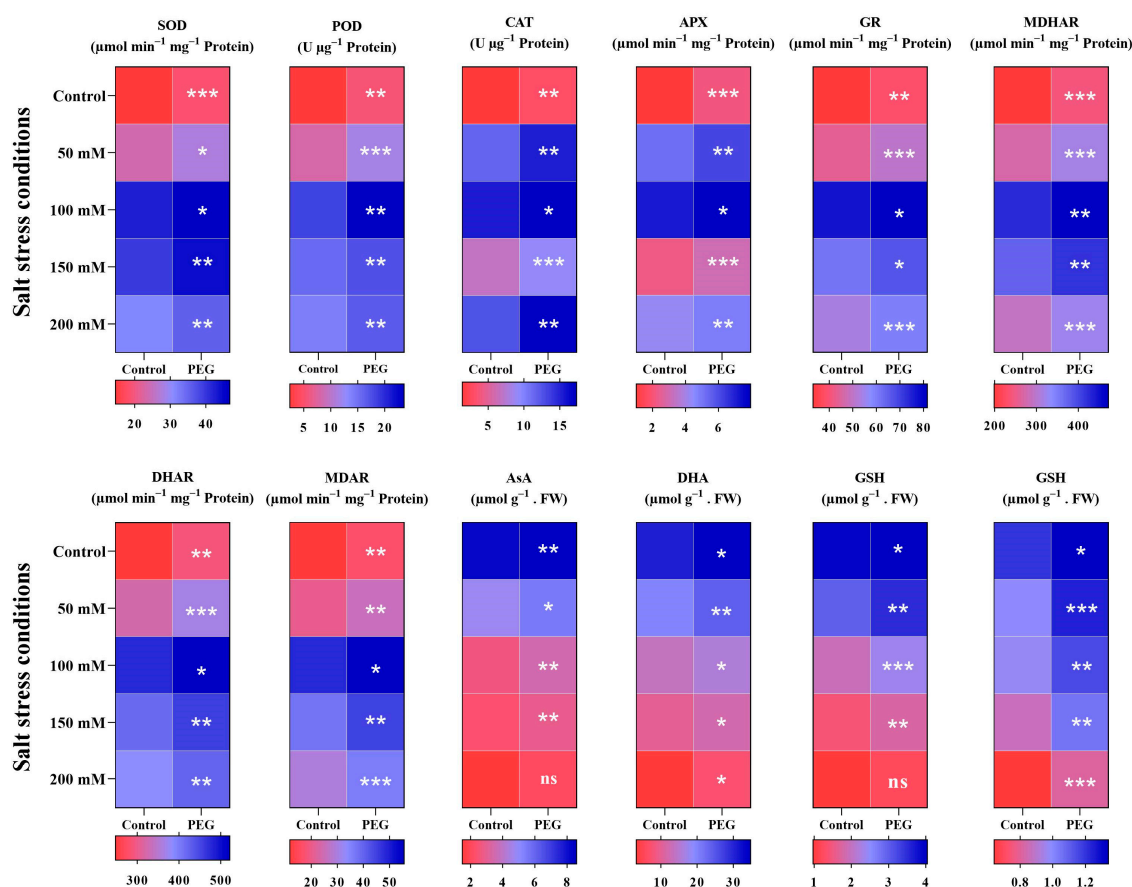 SOD
(µmol min⁻¹ mg⁻¹ Protein)
POD
(U µg⁻¹ Protein)
CAT
(U µg⁻¹ Protein)
APX
(µmol min⁻¹ mg⁻¹ Protein)
GR
(µmol min⁻¹ mg⁻¹ Protein)
MDHAR
(µmol min⁻¹ mg⁻¹ Protein)
Salt stress conditions
Control *** ** ** *** ** ***
50 mM * *** ** ** *** ***
100 mM * ** * * * **
150 mM ** ** *** *** * **
200 mM ** ** ** ** *** ***
Control PEG Control PEG Control PEG Control PEG Control PEG Control PEG
20 30 40
5 10 15 20
5 10 15
2 4 6
40 50 60 70 80
200 300 400
DHAR
(µmol min⁻¹ mg⁻¹ Protein)
MDAR
(µmol min⁻¹ mg⁻¹ Protein)
AsA
(µmol g⁻¹ . FW)
DHA
(µmol g⁻¹ . FW)
GSH
(µmol g⁻¹ . FW)
GSH
(µmol g⁻¹ . FW)
Salt stress conditions
Control ** ** ** * * *
50 mM *** ** * ** ** ***
100 mM * * ** * *** **
150 mM ** ** ** * ** **
200 mM ** *** ns * ns ***
Control PEG Control PEG Control PEG Control PEG Control PEG Control PEG
300 400 500
20 30 40 50
2 4 6 8
10 20 30
1 2 3 4
0.8 1.0 1.2